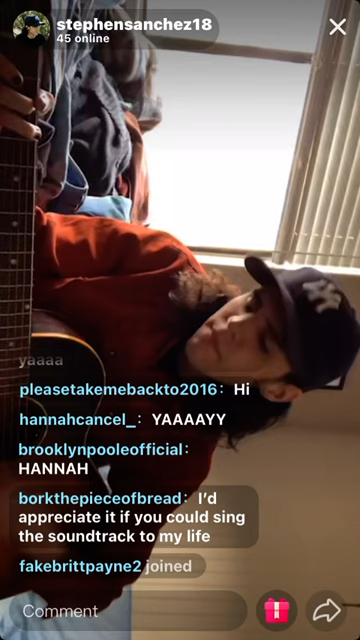 stephensanchez18
45 online
yaaaa
pleasetakemebackto2016: Hi
hannahcancel_: YAAAAYY
brooklynpooleofficial:
HANNAH
borkthepieceofbread: I'd
appreciate it if you could sing
the soundtrack to my life
fakebrittpayne2 joined
Comment
NY